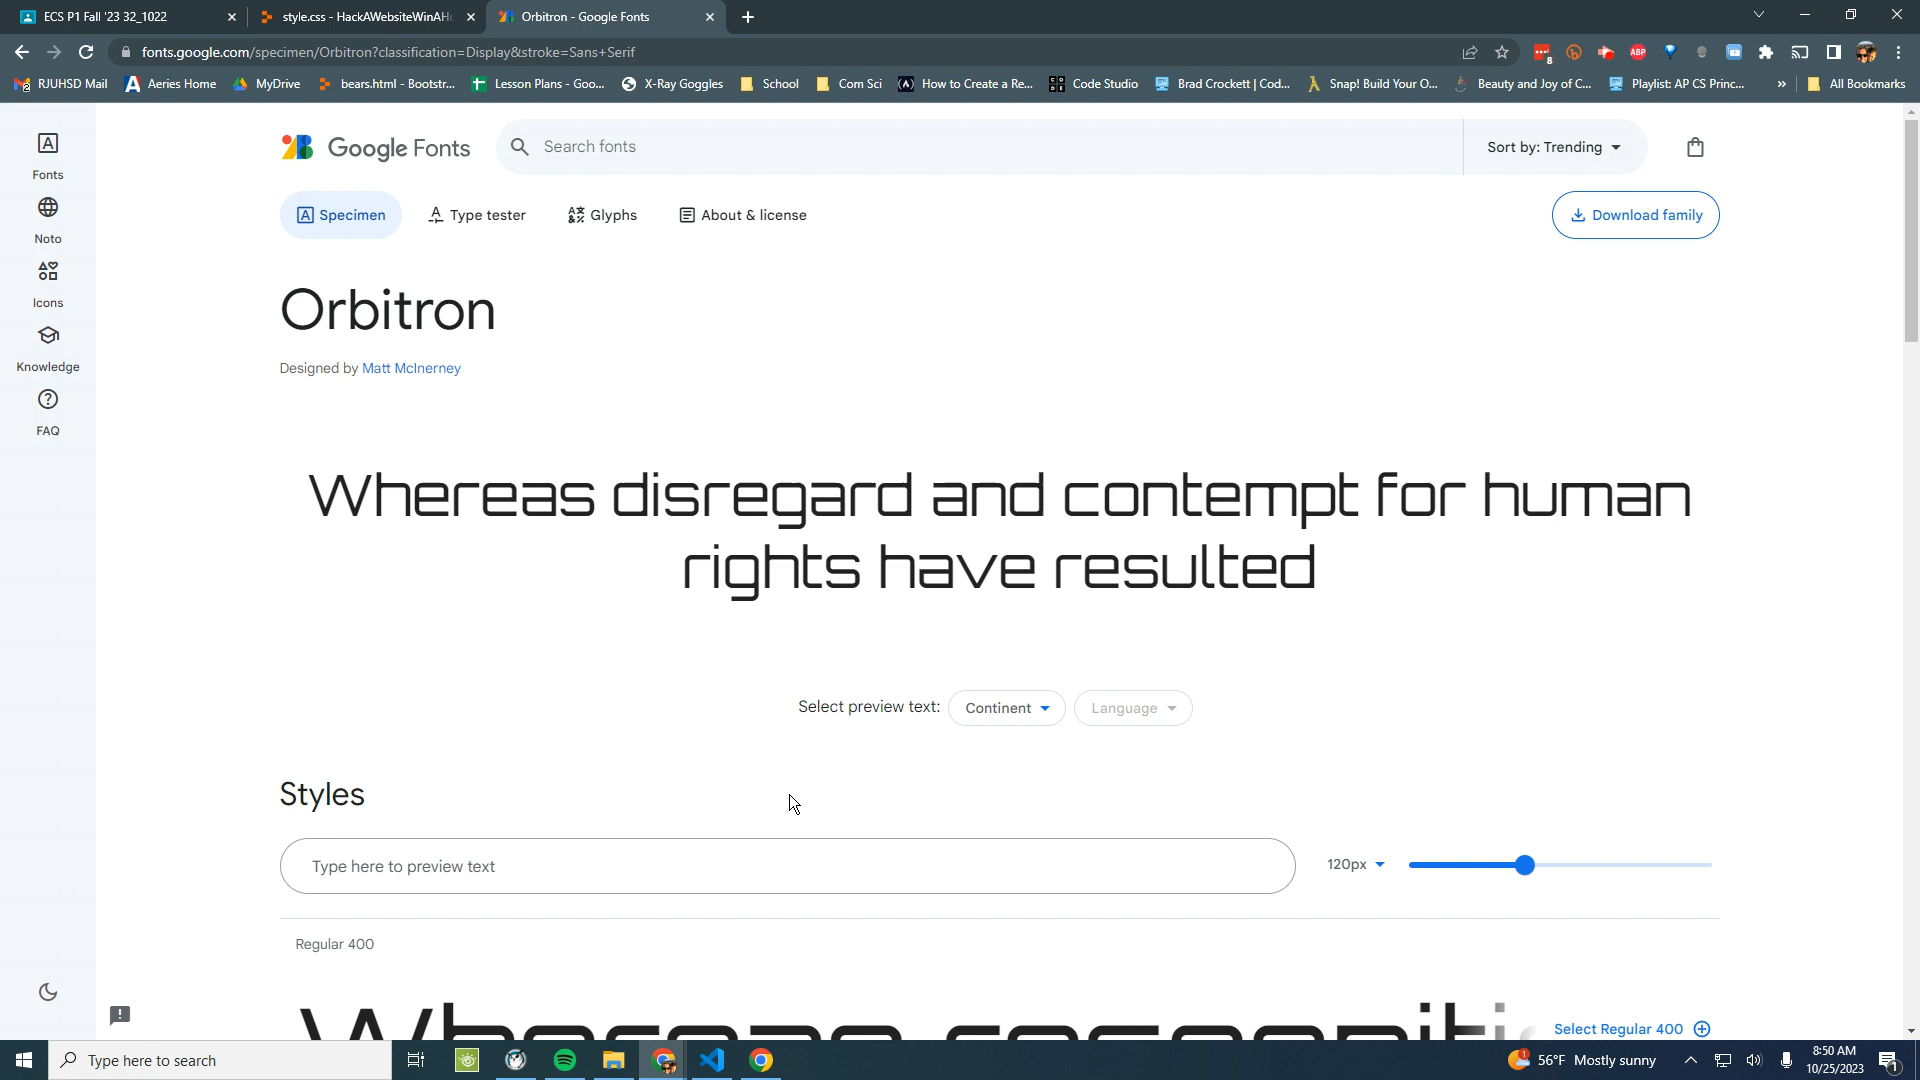 ECS P1 Fall '23 32_1022
style.css - HackAWebsiteWinAHu
Orbitron - Google Fonts
fonts.google.com/specimen/Orbitron?classification=Display&stroke=Sans+Serif
8
ABP
RJUHSD Mail
Aeries Home
MyDrive
bears.html - Bootstr...
Lesson Plans - Goo...
X-Ray Goggles
School
Com Sci
How to Create a Re...
Code Studio
Brad Crockett | Cod...
Snap! Build Your O...
Beauty and Joy of C...
Playlist: AP CS Princ...
»
All Bookmarks
Google Fonts
Search fonts
Sort by: Trending
Fonts
Noto
Icons
Knowledge
FAQ
Specimen
Type tester
Glyphs
About & license
Download family
Orbitron
Designed by Matt McInerney
Whereas disregard and contempt for human
rights have resulted
Select preview text:
Continent
Language
Styles
Type here to preview text
120px
Regular 400
Select Regular 400
Type here to search
56°F Mostly sunny
8:50 AM
10/25/2023
1